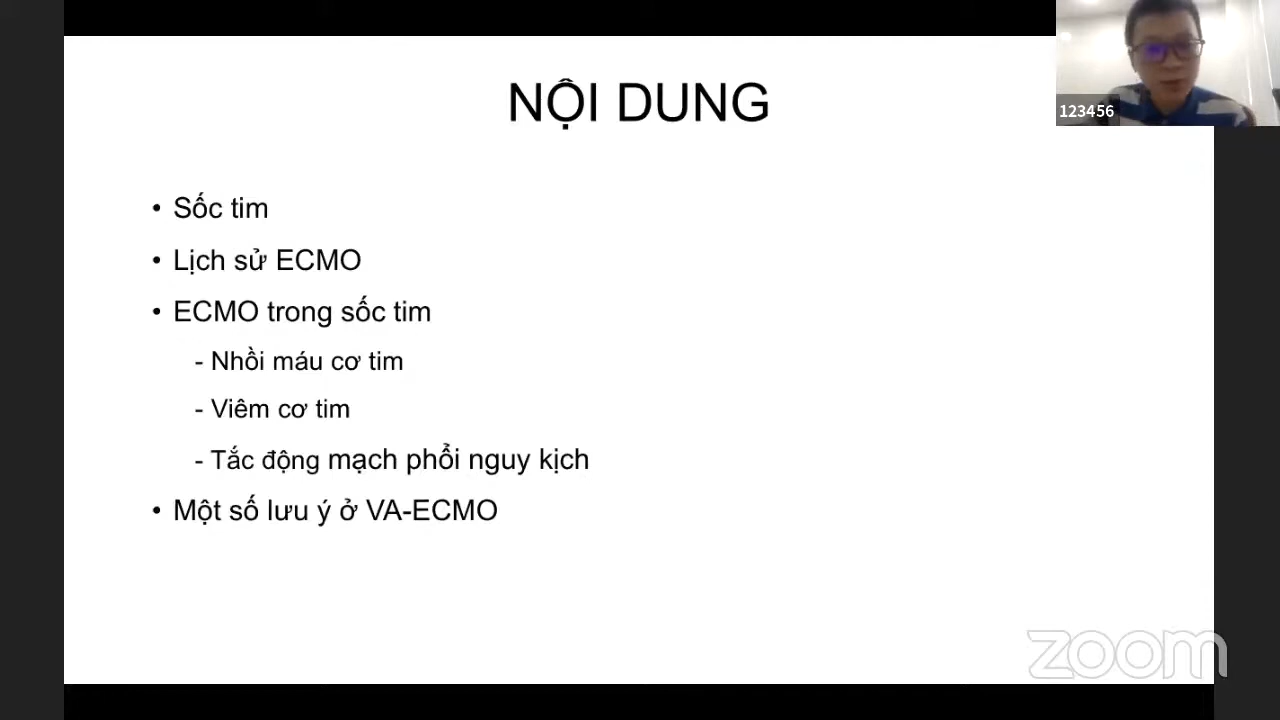 NỘI DUNG
123456
• Sốc tim
• Lịch sử ECMO
• ECMO trong sốc tim
- Nhồi máu cơ tim
- Viêm cơ tim
- Tắc động mạch phổi nguy kịch
• Một số lưu ý ở VA-ECMO
zoom